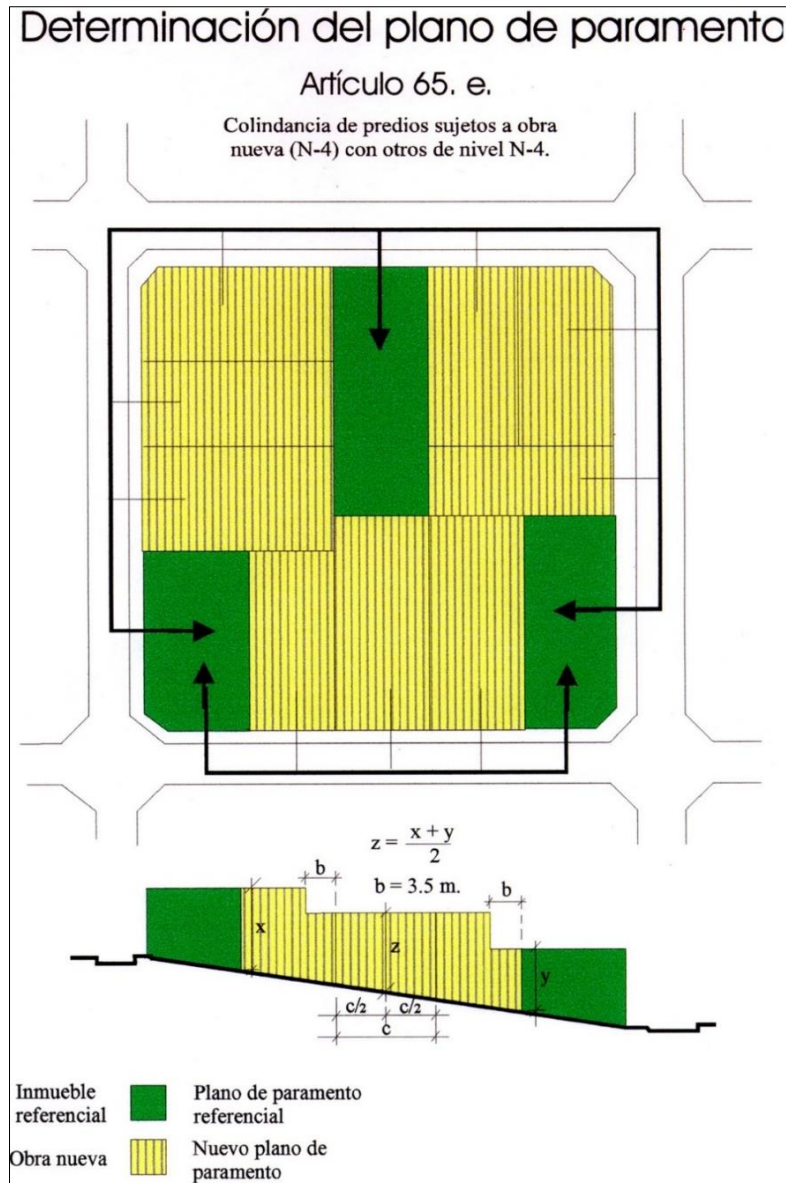 Determinación del plano de paramento
Artículo 65. e.
Colindancia de predios sujetos a obra
nueva (N-4) con otros de nivel N-4.
z = x + y
2
b
b = 3.5 m.
b
x
z
y
c/2 c/2
c
Inmueble
referencial
Plano de paramento
referencial
Obra nueva
Nuevo plano de
paramento